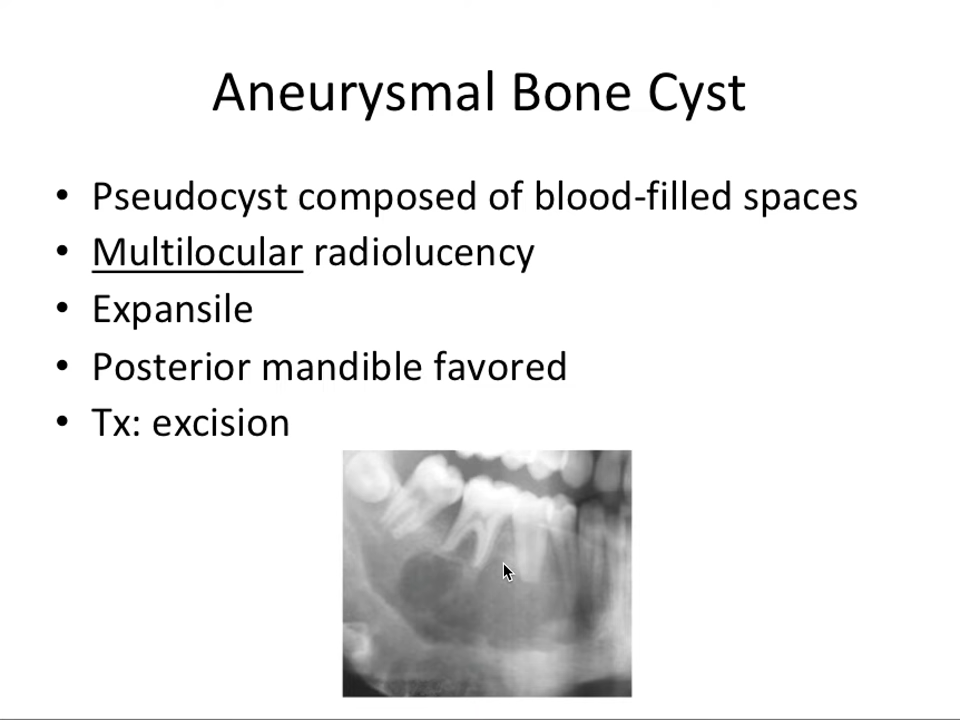 Aneurysmal Bone Cyst
• Pseudocyst composed of blood-filled spaces
• Multilocular radiolucency
• Expansile
• Posterior mandible favored
• Tx: excision